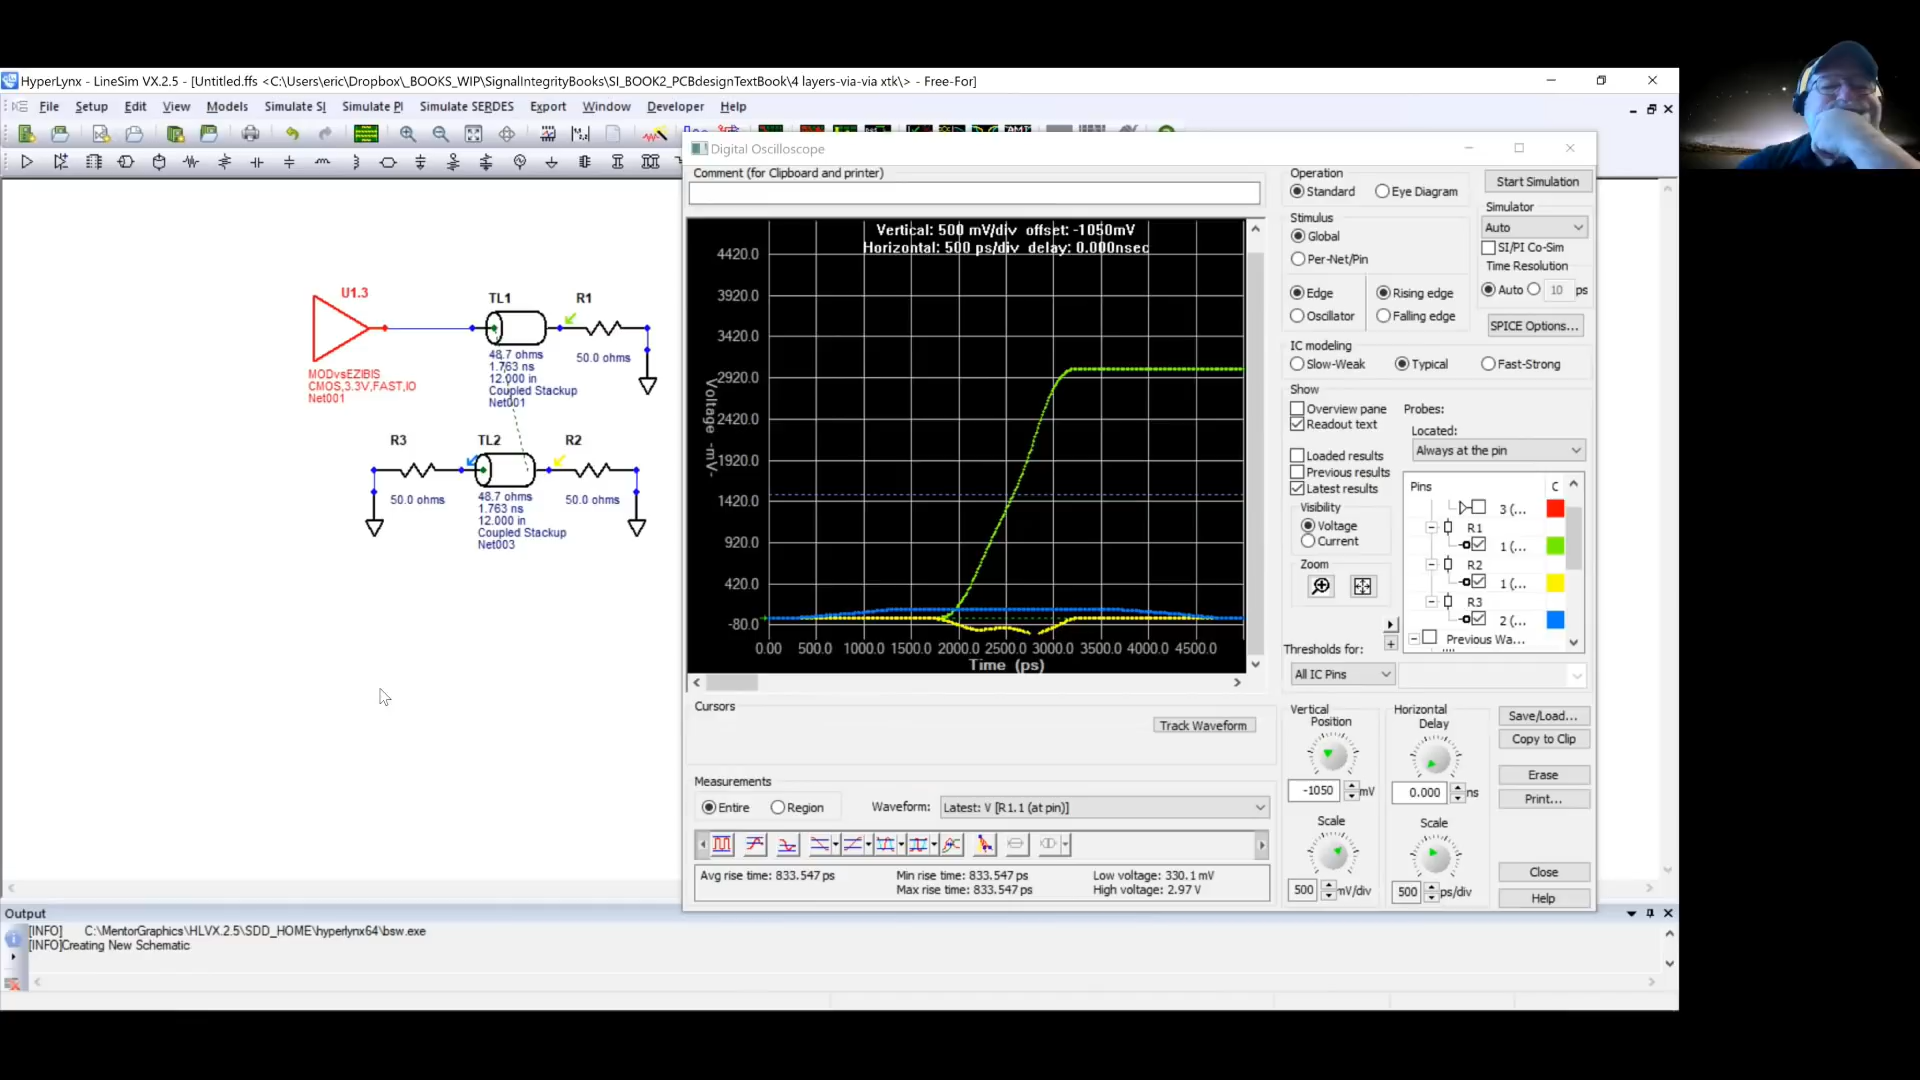 HyperLynx - LineSim VX.2.5 - [Untitled.ffs <C:\Users\eric\Dropbox\_BOOKS_WIP\SignalIntegrityBooks\SI_BOOK2_PCBdesignTextBook\4 layers-via-via xtk\> - Free-For]
File Setup Edit View Models Simulate SI Simulate PI Simulate SERDES Export Window Developer Help
U1.3
MODvsEZIBIS
CMOS,3.3V,FAST,IO
Net001
TL1
48.7 ohms
1.763 ns
12.000 in
Coupled Stackup
Net001
R1
50.0 ohms
R3
50.0 ohms
TL2
48.7 ohms
1.763 ns
12.000 in
Coupled Stackup
Net003
R2
50.0 ohms
Digital Oscilloscope
Comment (for Clipboard and printer)
Vertical: 500 mV/div offset: -1050mV
Horizontal: 500 ps/div delay: 0.000nsec
4420.0
3920.0
3420.0
2920.0
2420.0
1920.0
1420.0
920.0
420.0
-80.0
Voltage -mV-
0.00 500.0 1000.0 1500.0 2000.0 2500.0 3000.0 3500.0 4000.0 4500.0
Time (ps)
Cursors
Track Waveform
Measurements
Entire Region
Waveform: Latest: V [R1.1 (at pin)]
Avg rise time: 833.547 ps Min rise time: 833.547 ps Low voltage: 330.1 mV
Max rise time: 833.547 ps High voltage: 2.97 V
Operation
Standard Eye Diagram
Start Simulation
Stimulus
Global
Per-Net/Pin
Edge
Oscillator
Rising edge
Falling edge
Simulator
Auto
SI/PI Co-Sim
Time Resolution
Auto 10 ps
SPICE Options...
IC modeling
Slow-Weak Typical Fast-Strong
Show
Overview pane
Readout text
Loaded results
Previous results
Latest results
Visibility
Voltage
Current
Zoom
Probes:
Located:
Always at the pin
Pins C
3 (...
R1
1 (...
R2
1 (...
R3
2 (...
Previous Wa...
Thresholds for:
All IC Pins
Vertical
Position
-1050 mV
Scale
500 mV/div
Horizontal
Delay
0.000 ns
Scale
500 ps/div
Save/Load...
Copy to Clip
Erase
Print...
Close
Help
Output
[INFO] C:\MentorGraphics\HLVX.2.5\SDD_HOME\hyperlynx64\bsw.exe
[INFO]Creating New Schematic